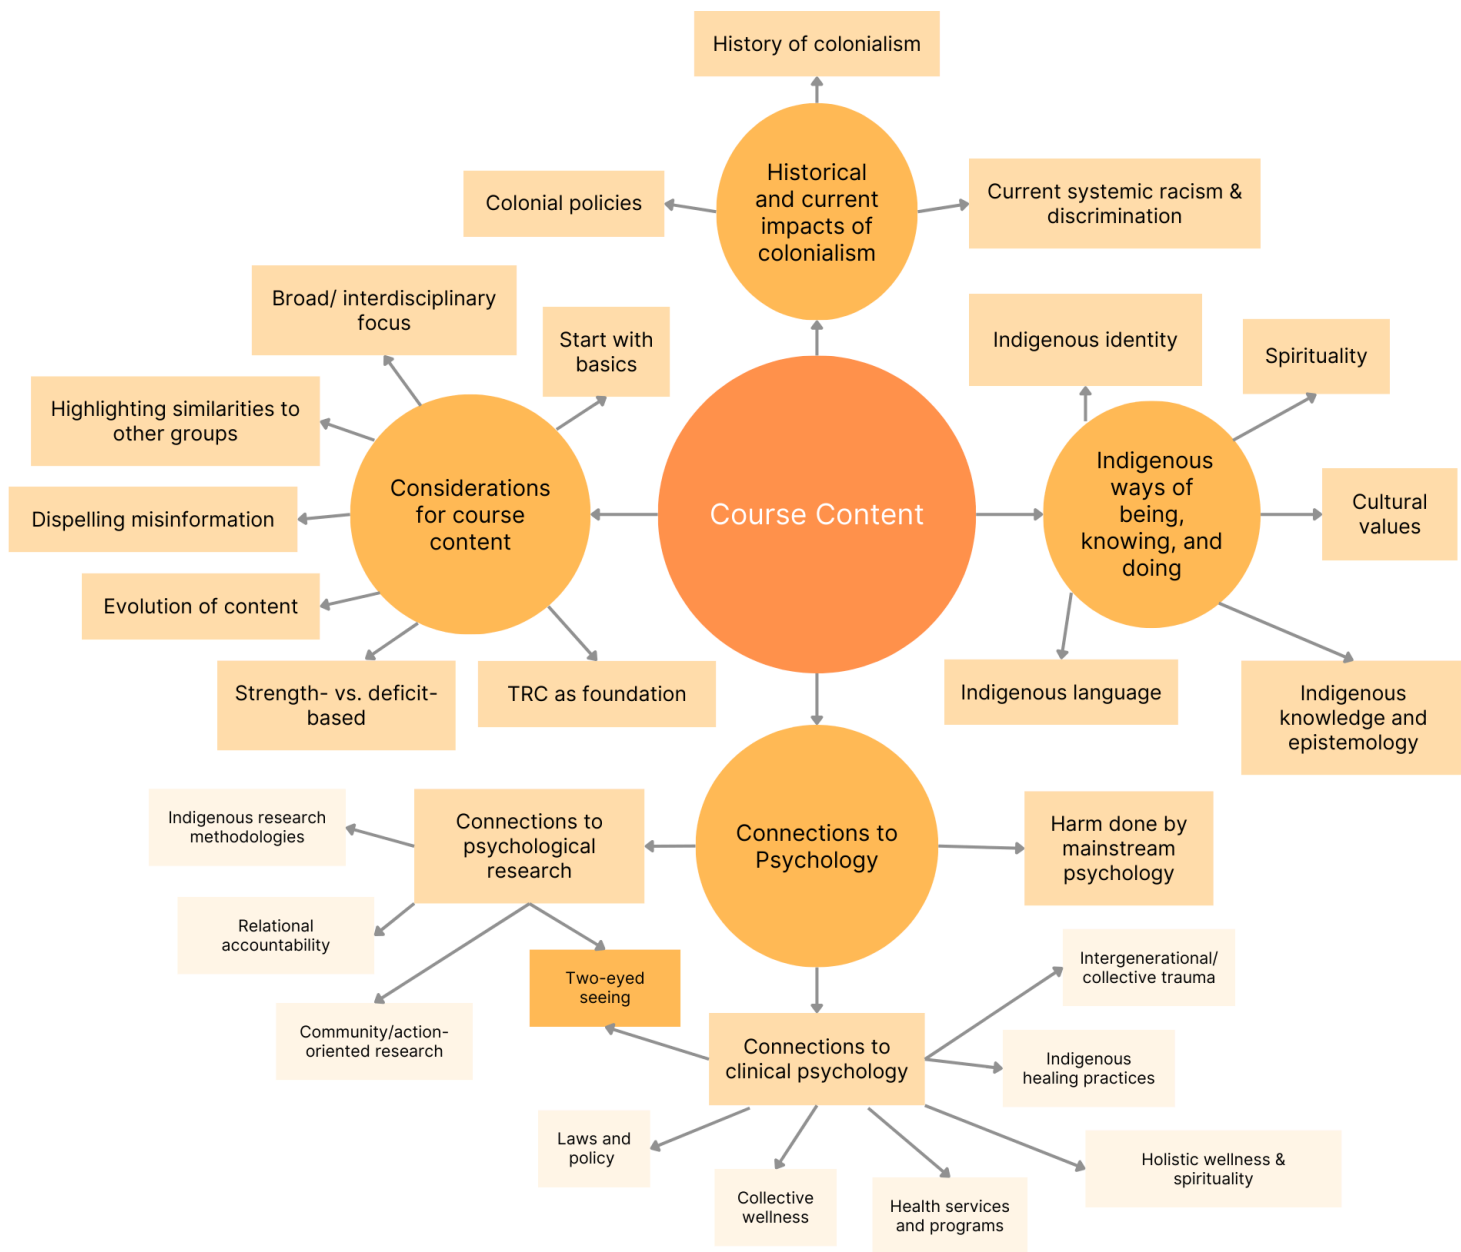 History of colonialism
Historical
and current
impacts of
colonialism
Colonial policies
Current systemic racism &
discrimination
Broad/ interdisciplinary
focus
Start with
basics
Highlighting similarities to
other groups
Dispelling misinformation
Evolution of content
Strength- vs. deficit-
based
TRC as foundation
Considerations
for course
content
Course Content
Indigenous identity
Spirituality
Indigenous
ways of
being,
knowing, and
doing
Cultural
values
Indigenous language
Indigenous
knowledge and
epistemology
Connections to
Psychology
Connections to
psychological
research
Harm done by
mainstream
psychology
Indigenous research
methodologies
Relational
accountability
Community/action-
oriented research
Two-eyed
seeing
Connections to
clinical psychology
Intergenerational/
collective trauma
Indigenous
healing practices
Holistic wellness &
spirituality
Laws and
policy
Collective
wellness
Health services
and programs